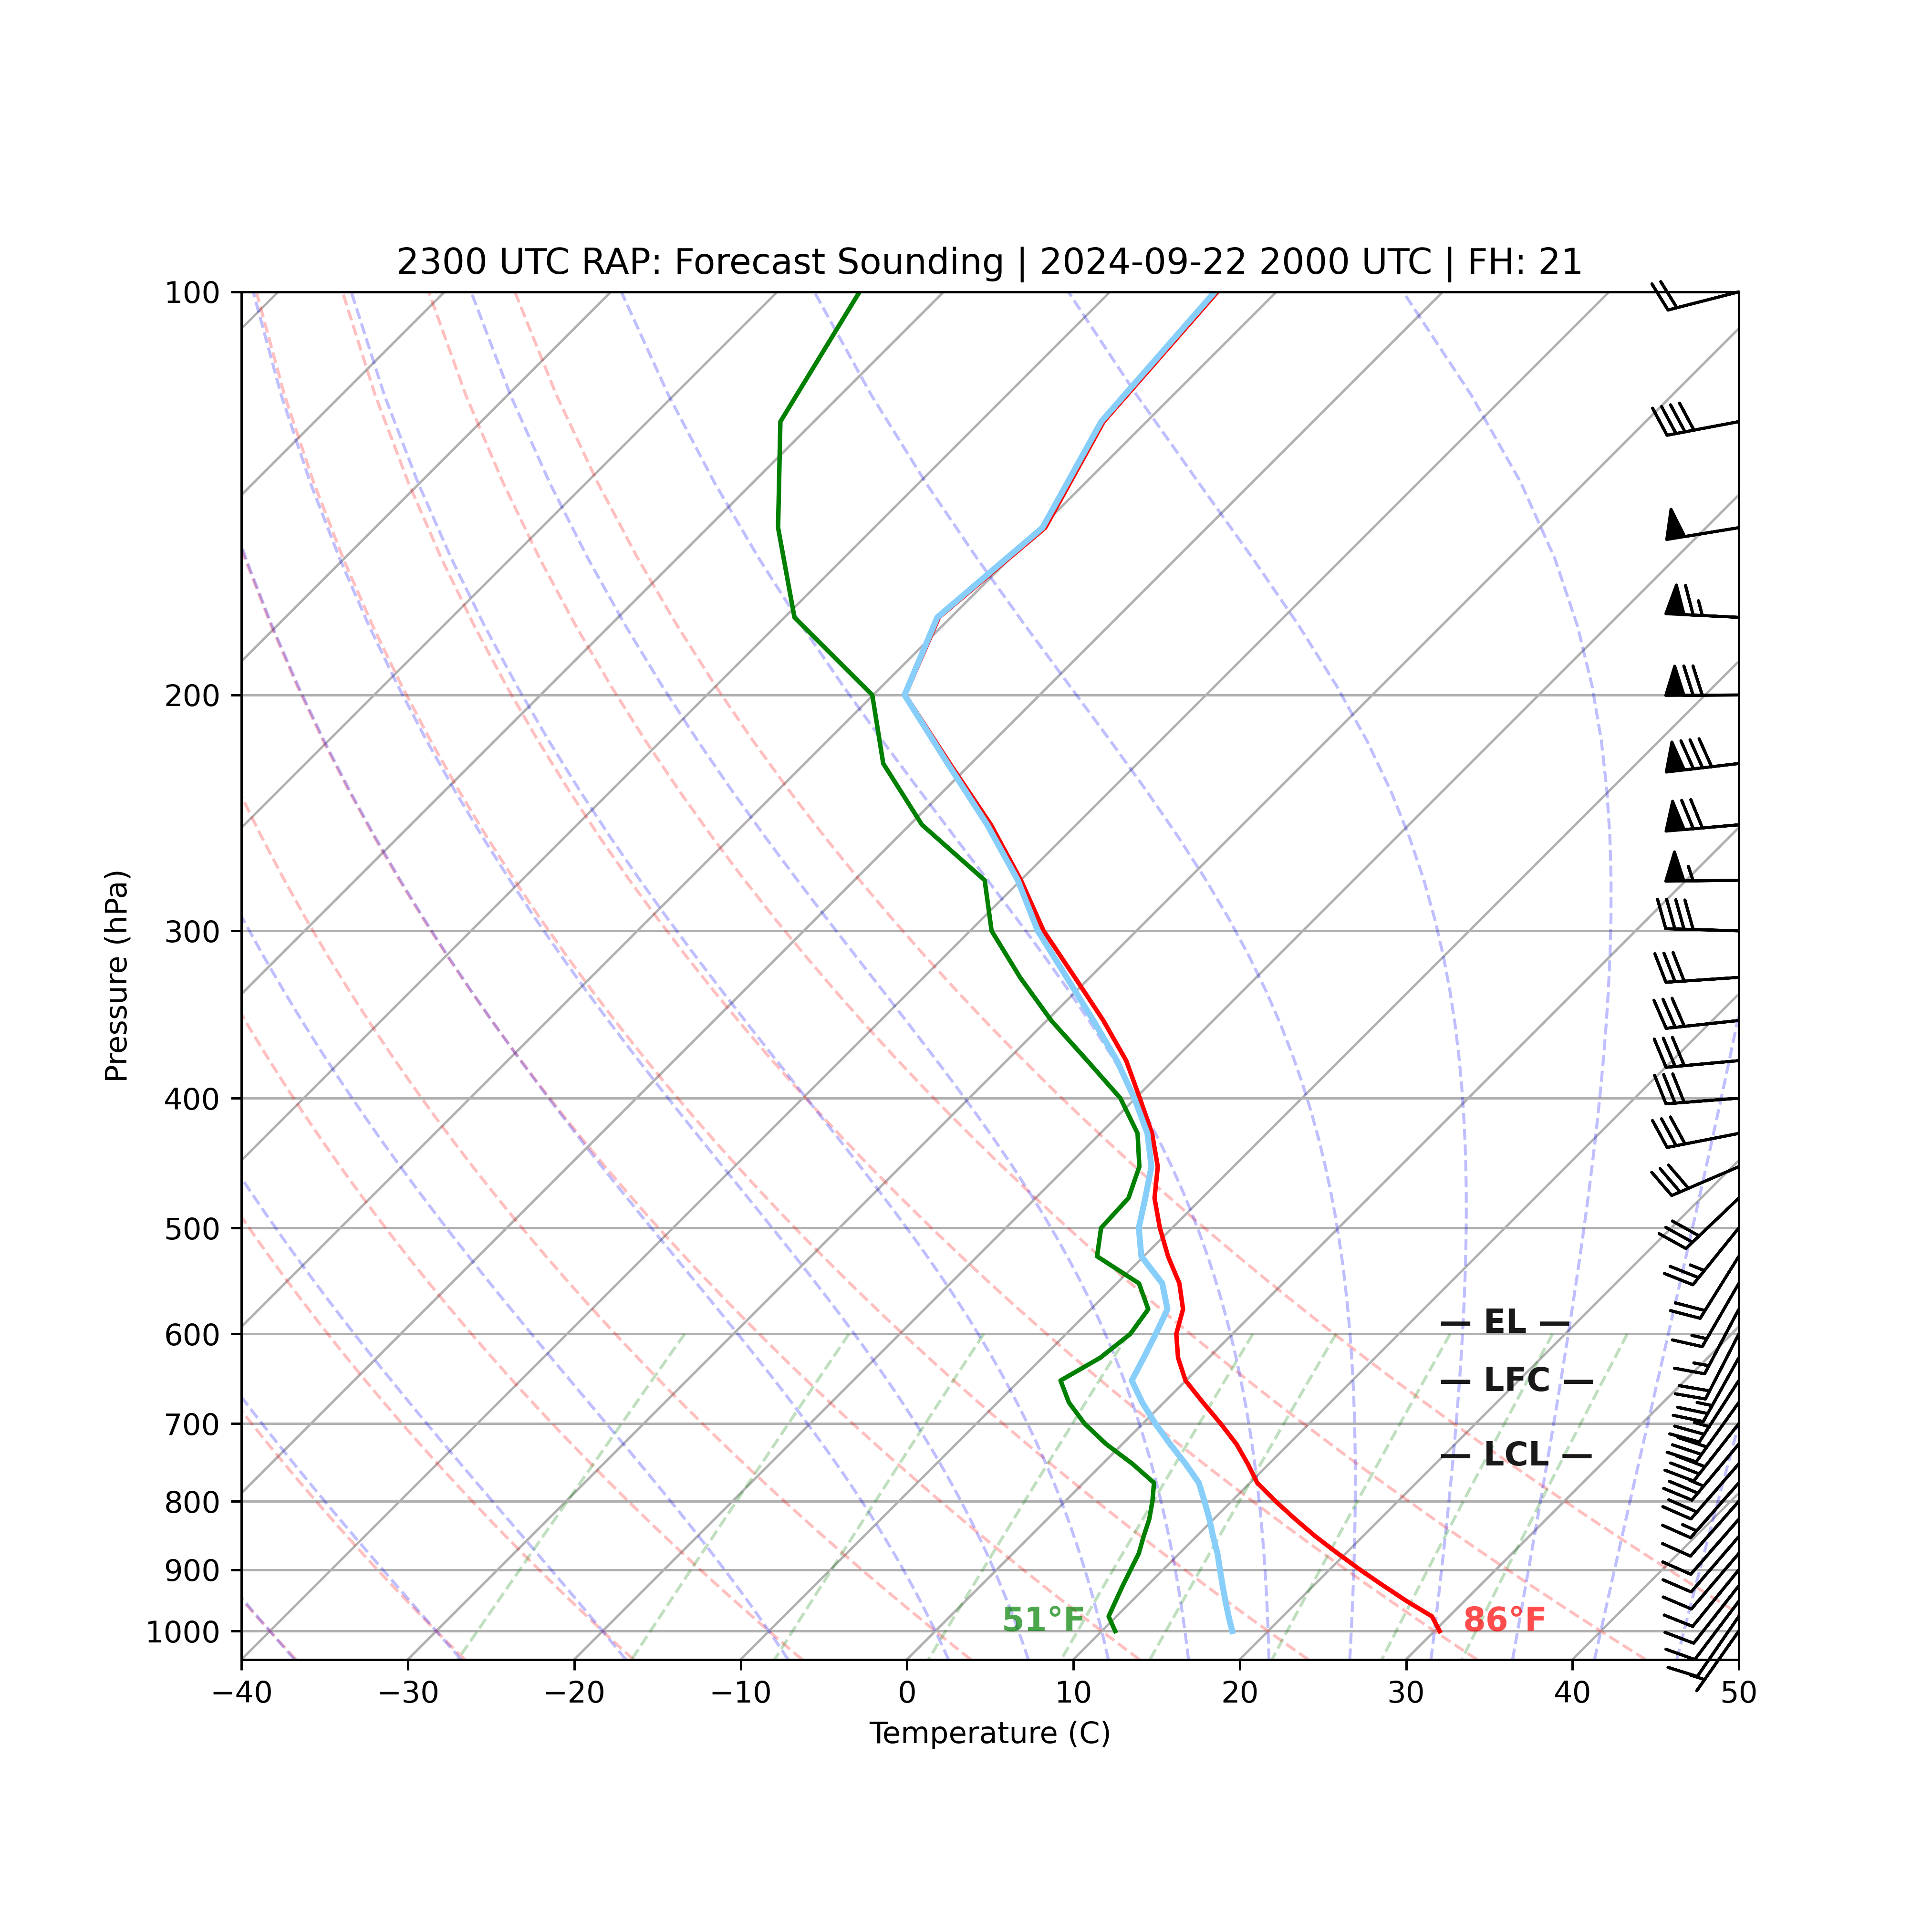 2300 UTC RAP: Forecast Sounding | 2024-09-22 2000 UTC | FH: 21
100
200
300
400
500
600
700
800
900
1000
Pressure (hPa)
— EL —
— LFC —
— LCL —
51°F
86°F
−40 −30 −20 −10 0 10 20 30 40 50
Temperature (C)